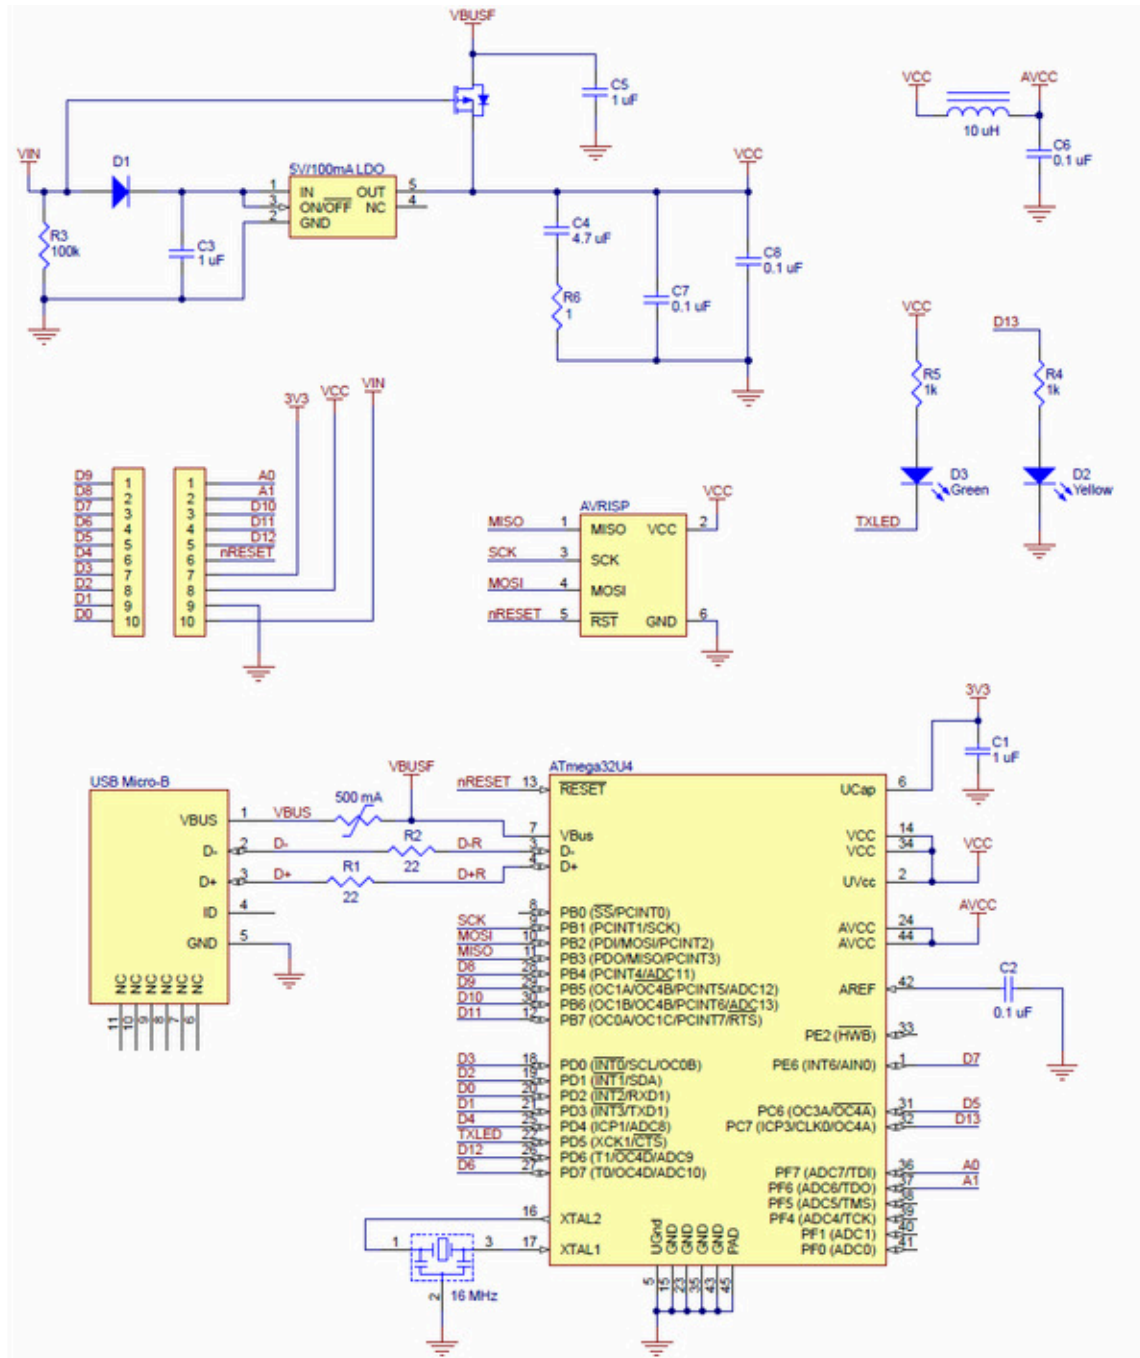 VBUSF
C5
1 uF
VCC
AVCC
10 uH
C6
0.1 uF
VIN
D1
5V/100mA LDO
1 IN OUT 5
3 ON/OFF NC 4
2 GND
VCC
R3
100k
C3
1 uF
C4
4.7 uF
R6
1
C7
0.1 uF
C8
0.1 uF
VCC
D13
R5
1k
R4
1k
D3
Green
D2
Yellow
TXLED
3V3
VCC
VIN
D9 1
D8 2
D7 3
D6 4
D5 5
D4 6
D3 7
D2 8
D1 9
D0 10
1 A0
2 A1
3 D10
4 D11
5 D12
6 nRESET
7
8
9
10
AVRISP
VCC
MISO 1 MISO VCC 2
SCK 3 SCK
MOSI 4 MOSI
nRESET 5 RST GND 6
3V3
C1
1 uF
USB Micro-B
VBUS 1 VBUS
D- 2 D-
D+ 3 D+
ID 4
GND 5
NC NC NC NC NC NC
11 10 9 8 7 6
500 mA
VBUSF
R2
22
D-R
R1
22
D+R
ATmega32U4
nRESET 13 RESET
7 VBus
3 D-
4 D+
8 PB0 (SS/PCINT0)
SCK 9 PB1 (PCINT1/SCK)
MOSI 10 PB2 (PDI/MOSI/PCINT2)
MISO 11 PB3 (PDO/MISO/PCINT3)
D8 28 PB4 (PCINT4/ADC11)
D9 29 PB5 (OC1A/OC4B/PCINT5/ADC12)
D10 30 PB6 (OC1B/OC4B/PCINT6/ADC13)
D11 12 PB7 (OC0A/OC1C/PCINT7/RTS)
D3 18 PD0 (INT0/SCL/OC0B)
D2 19 PD1 (INT1/SDA)
D0 20 PD2 (INT2/RXD1)
D1 21 PD3 (INT3/TXD1)
D4 25 PD4 (ICP1/ADC8)
TXLED 22 PD5 (XCK1/CTS)
D12 26 PD6 (T1/OC4D/ADC9
D6 27 PD7 (T0/OC4D/ADC10)
16 XTAL2
17 XTAL1
1 3
2
16 MHz
UCap 6
VCC 14
VCC 34
UVcc 2
VCC
AVCC 24
AVCC 44
AVCC
AREF 42
C2
0.1 uF
PE2 (HWB) 33
PE6 (INT6/AIN0) 1 D7
PC6 (OC3A/OC4A) 31 D5
PC7 (ICP3/CLK0/OC4A) 32 D13
PF7 (ADC7/TDI) 36 A0
PF6 (ADC6/TDO) 37 A1
PF5 (ADC5/TMS) 38
PF4 (ADC4/TCK) 39
PF1 (ADC1) 40
PF0 (ADC0) 41
UGnd GND GND GND GND PAD
5 15 23 35 43 45